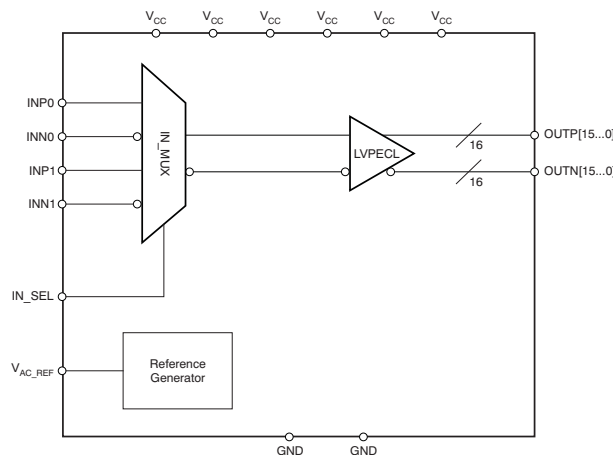 VCC VCC VCC VCC VCC VCC
INP0
INN0
INP1
INN1
IN_MUX
LVPECL
16
OUTP[15...0]
16
OUTN[15...0]
IN_SEL
VAC_REF
Reference
Generator
GND GND